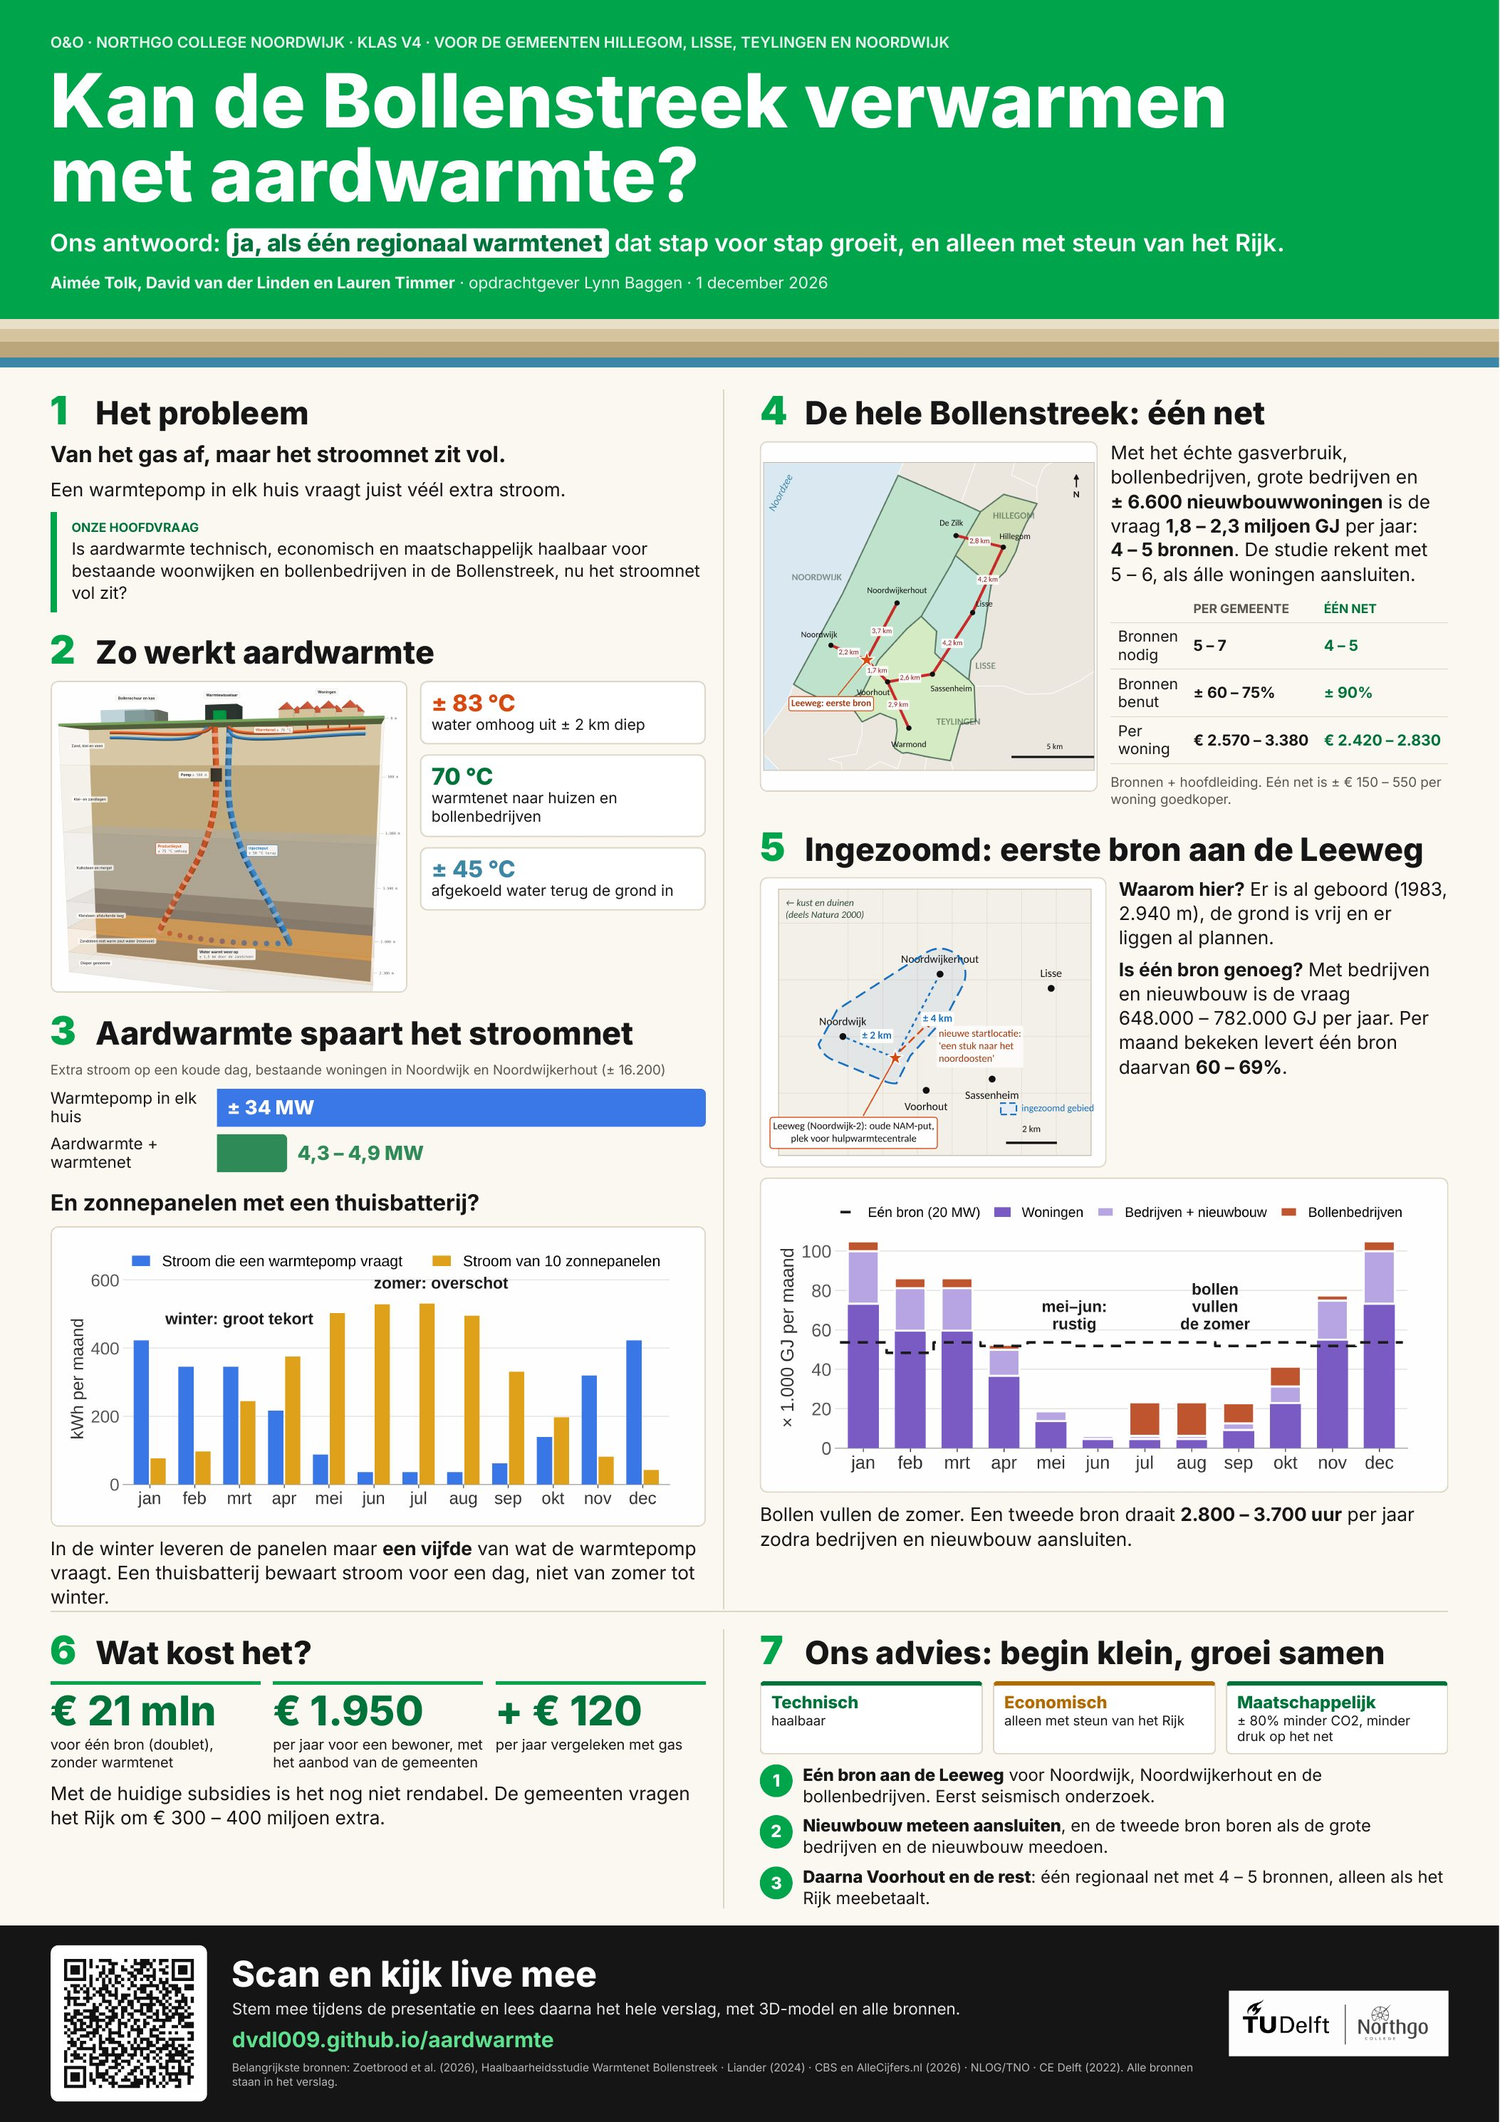 O&O · NORTHGO COLLEGE NOORDWIJK · KLAS V4 · VOOR DE GEMEENTEN HILLEGOM, LISSE, TEYLINGEN EN NOORDWIJK
Kan de Bollenstreek verwarmen
met aardwarmte?
Ons antwoord: ja, als één regionaal warmtenet dat stap voor stap groeit, en alleen met steun van het Rijk.
Aimée Tolk, David van der Linden en Lauren Timmer · opdrachtgever Lynn Baggen · 1 december 2026
1 Het probleem
Van het gas af, maar het stroomnet zit vol.
Een warmtepomp in elk huis vraagt juist véél extra stroom.
ONZE HOOFDVRAAG
Is aardwarmte technisch, economisch en maatschappelijk haalbaar voor
bestaande woonwijken en bollenbedrijven in de Bollenstreek, nu het stroomnet
vol zit?
2 Zo werkt aardwarmte
Bollenschuur en kas
Warmtewisselaar
Woningen
Pomp
Productieput
Injectieput
± 83 °C
water omhoog uit ± 2 km diep
70 °C
warmtenet naar huizen en
bollenbedrijven
± 45 °C
afgekoeld water terug de grond in
3 Aardwarmte spaart het stroomnet
Extra stroom op een koude dag, bestaande woningen in Noordwijk en Noordwijkerhout (± 16.200)
Warmtepomp in elk
huis
± 34 MW
Aardwarmte +
warmtenet
4,3 – 4,9 MW
En zonnepanelen met een thuisbatterij?
Stroom die een warmtepomp vraagt
Stroom van 10 zonnepanelen
zomer: overschot
winter: groot tekort
kWh per maand
600
400
200
0
jan feb mrt apr mei jun jul aug sep okt nov dec
In de winter leveren de panelen maar een vijfde van wat de warmtepomp
vraagt. Een thuisbatterij bewaart stroom voor een dag, niet van zomer tot
winter.
4 De hele Bollenstreek: één net
Noordzee
N
De Zilk
HILLEGOM
Hillegom
2,8 km
4,2 km
NOORDWIJK
Noordwijkerhout
Lisse
3,7 km
Noordwijk
2,2 km
4,2 km
1,7 km
2,6 km
LISSE
Voorhout
Sassenheim
Leeweg: eerste bron
2,9 km
TEYLINGEN
Warmond
5 km
Met het échte gasverbruik,
bollenbedrijven, grote bedrijven en
± 6.600 nieuwbouwwoningen is de
vraag 1,8 – 2,3 miljoen GJ per jaar:
4 – 5 bronnen. De studie rekent met
5 – 6, als álle woningen aansluiten.
PER GEMEENTE ÉÉN NET
Bronnen
nodig
5 – 7 4 – 5
Bronnen
benut
± 60 – 75% ± 90%
Per
woning
€ 2.570 – 3.380 € 2.420 – 2.830
Bronnen + hoofdleiding. Eén net is ± € 150 – 550 per
woning goedkoper.
5 Ingezoomd: eerste bron aan de Leeweg
← kust en duinen
(deels Natura 2000)
Noordwijkerhout
Lisse
Noordwijk
± 4 km
± 2 km
nieuwe startlocatie:
'een stuk naar het
noordoosten'
Sassenheim
Voorhout
ingezoomd gebied
Leeweg (Noordwijk-2): oude NAM-put,
plek voor hulpwarmtecentrale
2 km
Waarom hier? Er is al geboord (1983,
2.940 m), de grond is vrij en er
liggen al plannen.
Is één bron genoeg? Met bedrijven
en nieuwbouw is de vraag
648.000 – 782.000 GJ per jaar. Per
maand bekeken levert één bron
daarvan 60 – 69%.
Eén bron (20 MW) Woningen Bedrijven + nieuwbouw Bollenbedrijven
× 1.000 GJ per maand
100
80
60
40
20
0
mei–jun:
rustig
bollen
vullen
de zomer
jan feb mrt apr mei jun jul aug sep okt nov dec
Bollen vullen de zomer. Een tweede bron draait 2.800 – 3.700 uur per jaar
zodra bedrijven en nieuwbouw aansluiten.
6 Wat kost het?
€ 21 mln
voor één bron (doublet),
zonder warmtenet
€ 1.950
per jaar voor een bewoner, met
het aanbod van de gemeenten
+ € 120
per jaar vergeleken met gas
Met de huidige subsidies is het nog niet rendabel. De gemeenten vragen
het Rijk om € 300 – 400 miljoen extra.
7 Ons advies: begin klein, groei samen
Technisch
haalbaar
Economisch
alleen met steun van het Rijk
Maatschappelijk
± 80% minder CO2, minder
druk op het net
1 Eén bron aan de Leeweg voor Noordwijk, Noordwijkerhout en de
bollenbedrijven. Eerst seismisch onderzoek.
2 Nieuwbouw meteen aansluiten, en de tweede bron boren als de grote
bedrijven en de nieuwbouw meedoen.
3 Daarna Voorhout en de rest: één regionaal net met 4 – 5 bronnen, alleen als het
Rijk meebetaalt.
Scan en kijk live mee
Stem mee tijdens de presentatie en lees daarna het hele verslag, met 3D-model en alle bronnen.
dvdl009.github.io/aardwarmte
Belangrijkste bronnen: Zoetbrood et al. (2026), Haalbaarheidsstudie Warmtenet Bollenstreek · Liander (2024) · CBS en AlleCijfers.nl (2026) · NLOG/TNO · CE Delft (2022). Alle bronnen
staan in het verslag.
TU Delft
Northgo
COLLEGE